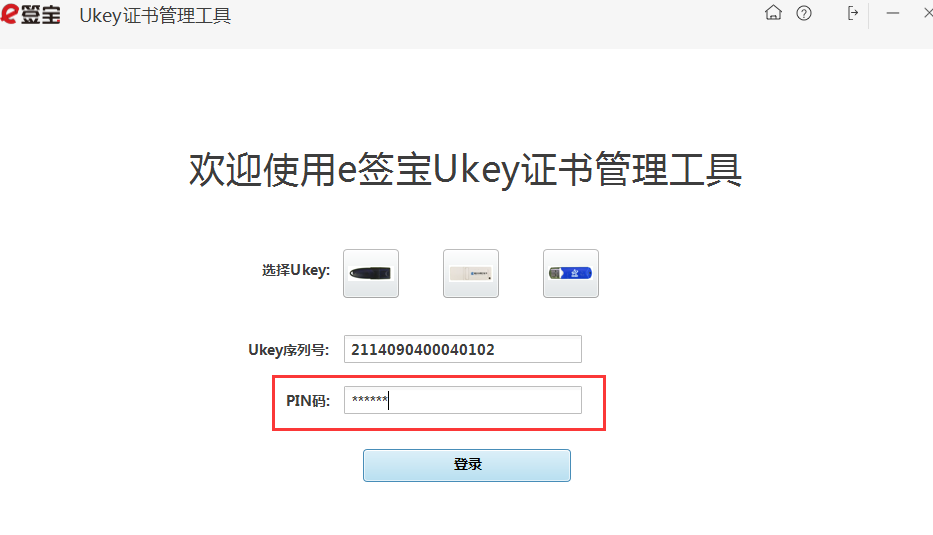 e签宝 Ukey证书管理工具
欢迎使用e签宝Ukey证书管理工具
选择Ukey:
Ukey序列号: 2114090400040102
PIN码: ******
登录